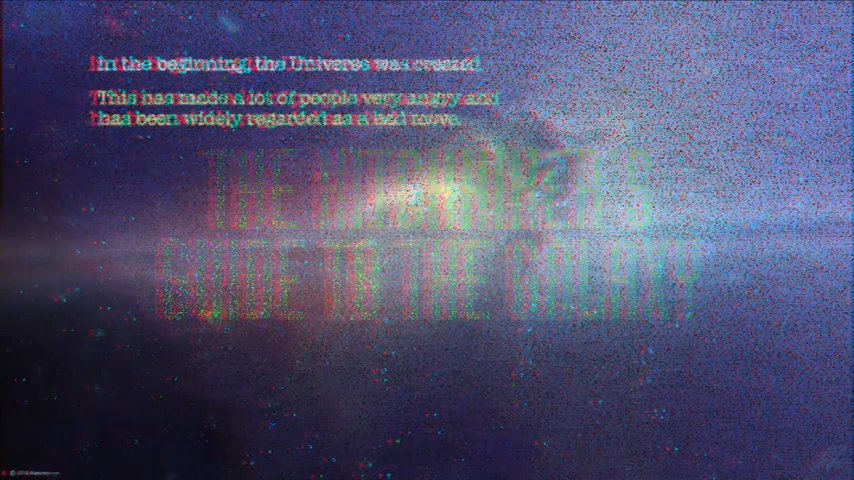 In the beginning the Universe was created.
This has made a lot of people very angry and
has been widely regarded as a bad move.
THE HITCHHIKER'S
GUIDE TO THE GALAXY